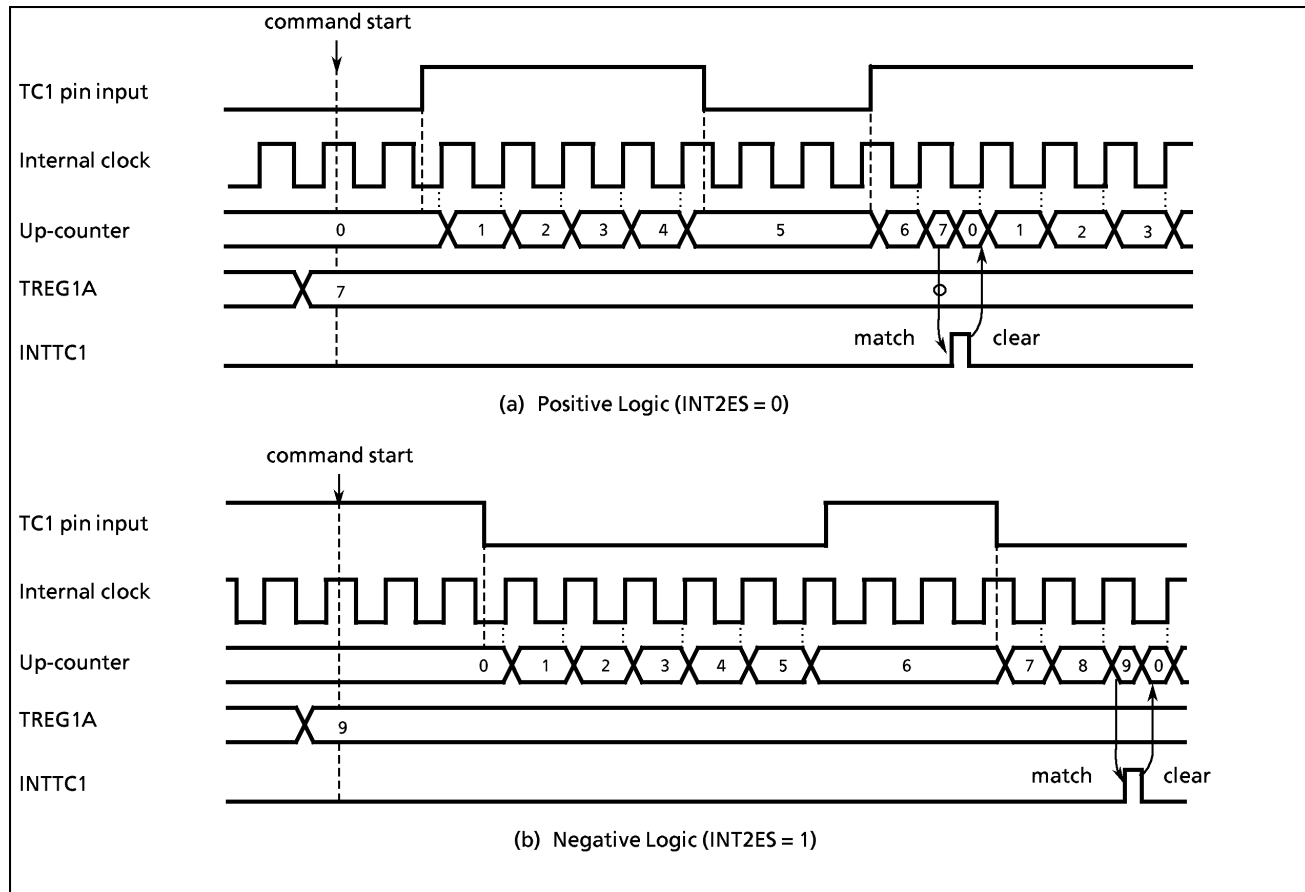 command start
TC1 pin input
Internal clock
Up-counter 0 1 2 3 4 5 6 7 0 1 2 3
TREG1A 7
INTTC1 match clear
(a) Positive Logic (INT2ES = 0)
command start
TC1 pin input
Internal clock
Up-counter 0 1 2 3 4 5 6 7 8 9 0
TREG1A 9
INTTC1 match clear
(b) Negative Logic (INT2ES = 1)